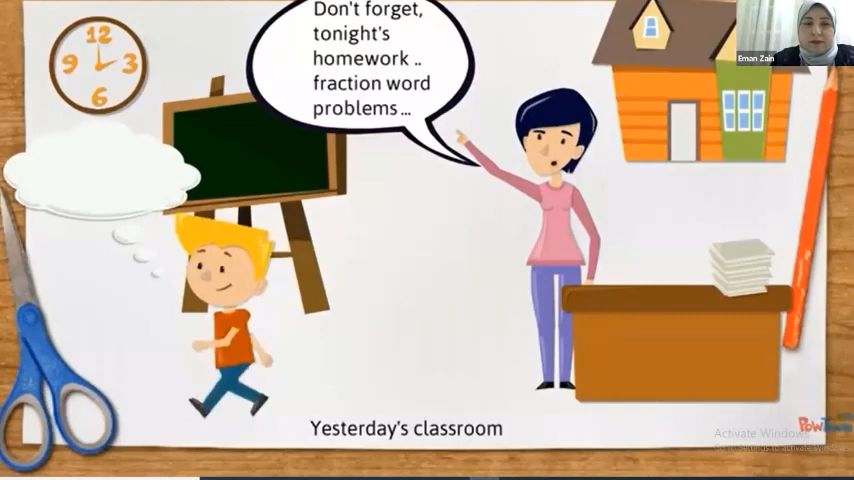 Don't forget,
tonight's
homework ..
fraction word
problems ...
12
9
3
6
Eman Zain
Yesterday's classroom
Activate Windows